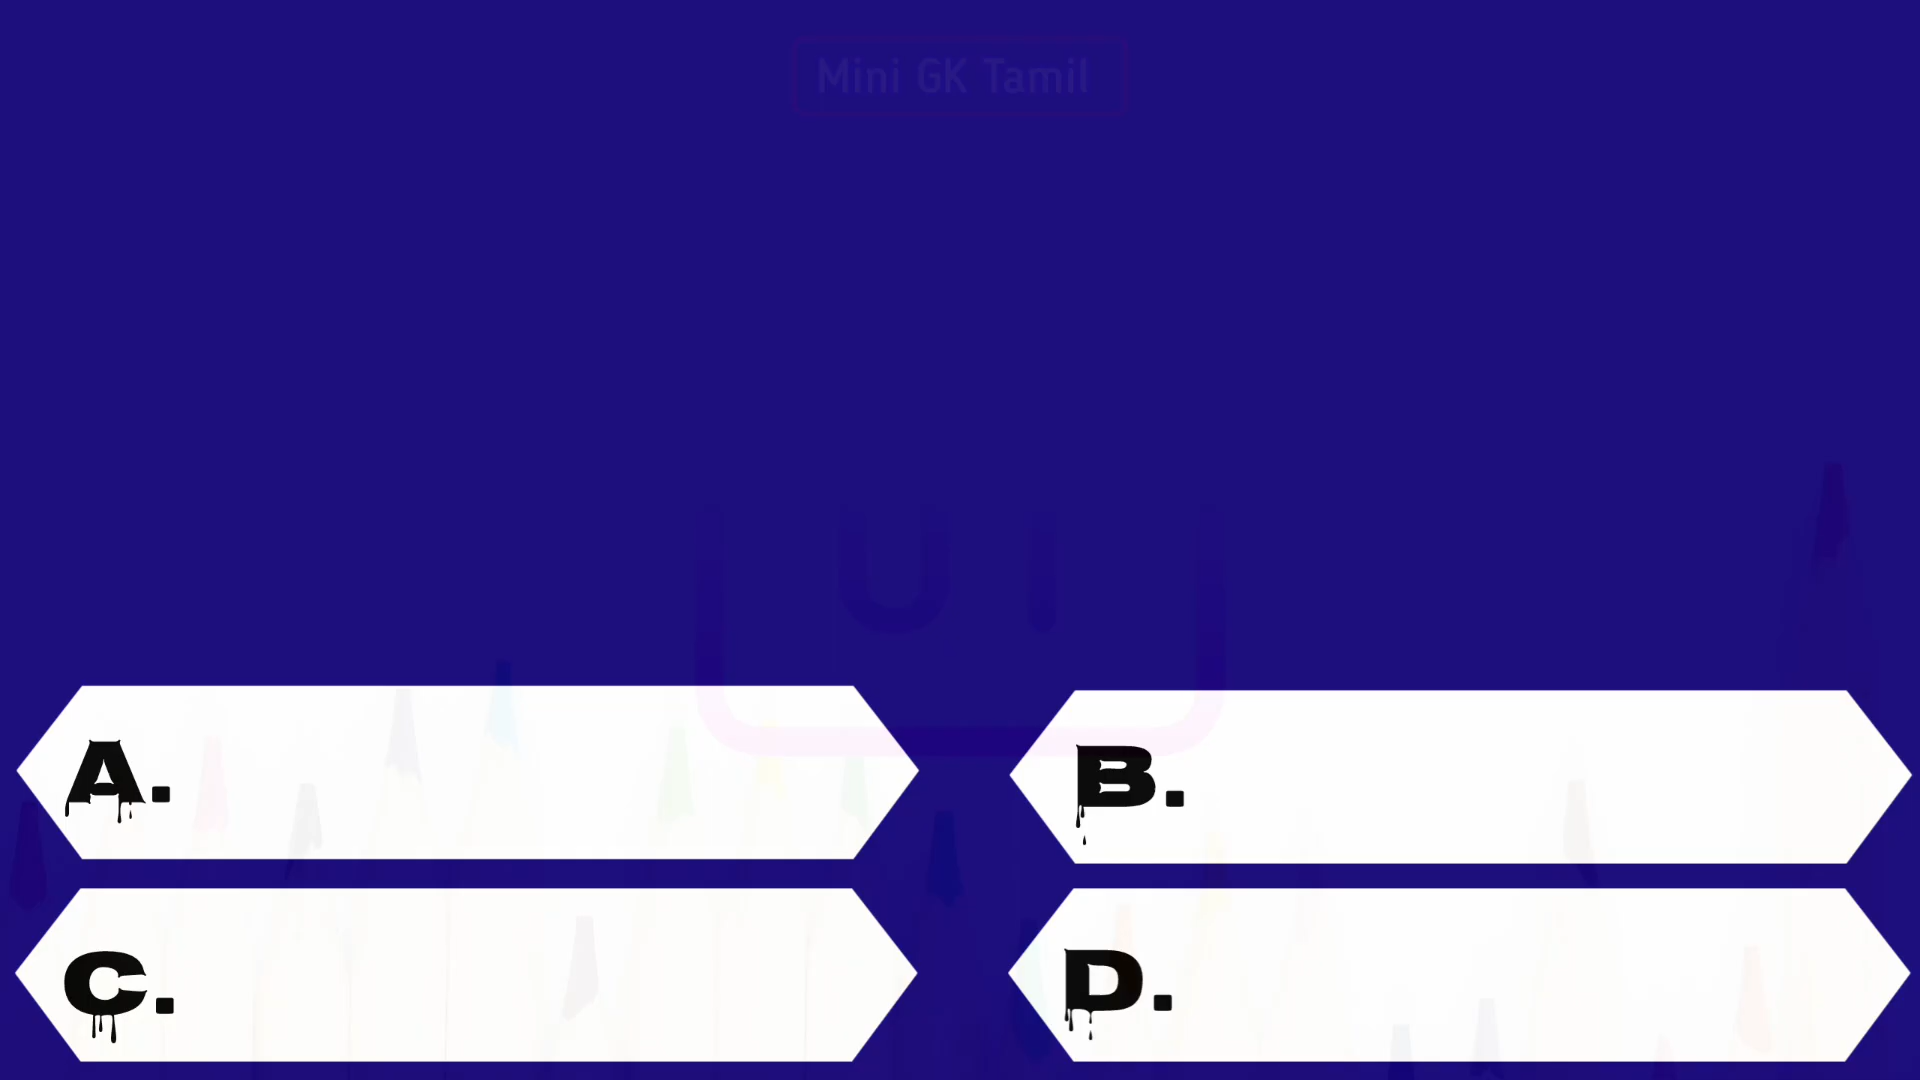 Mini GK Tamil
A.
B.
C.
D.